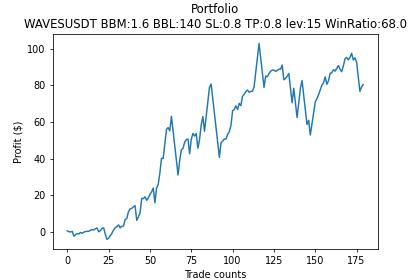 Portfolio
WAVESUSDT BBM:1.6 BBL:140 SL:0.8 TP:0.8 lev:15 WinRatio:68.0
100
80
60
40
20
0
Profit ($)
0 25 50 75 100 125 150 175
Trade counts